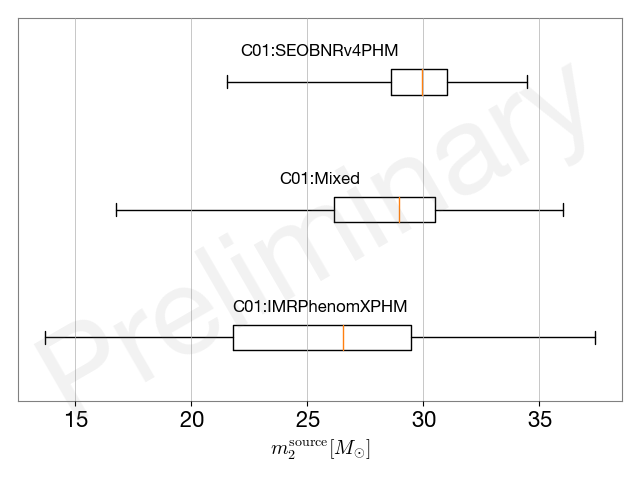 C01:SEOBNRv4PHM
C01:Mixed
C01:IMRPhenomXPHM
Preliminary
15 20 25 30 35
m₂^source [M⊙]